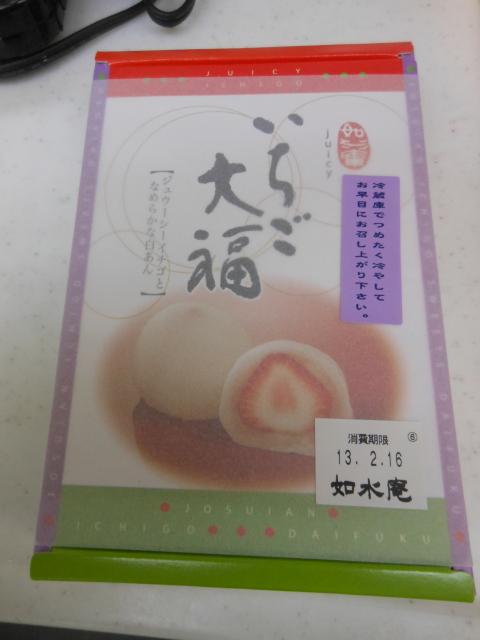 JUICY
ICHIGO
juicy
いちご
大福
【ジュウーシーイチゴと
なめらかな白あん】
冷蔵庫でつめたく冷やして
お早目にお召し上がり下さい。
消費期限 ⑥
13. 2.16
如水庵
JOSUIAN
ICHIGO DAIFUKU